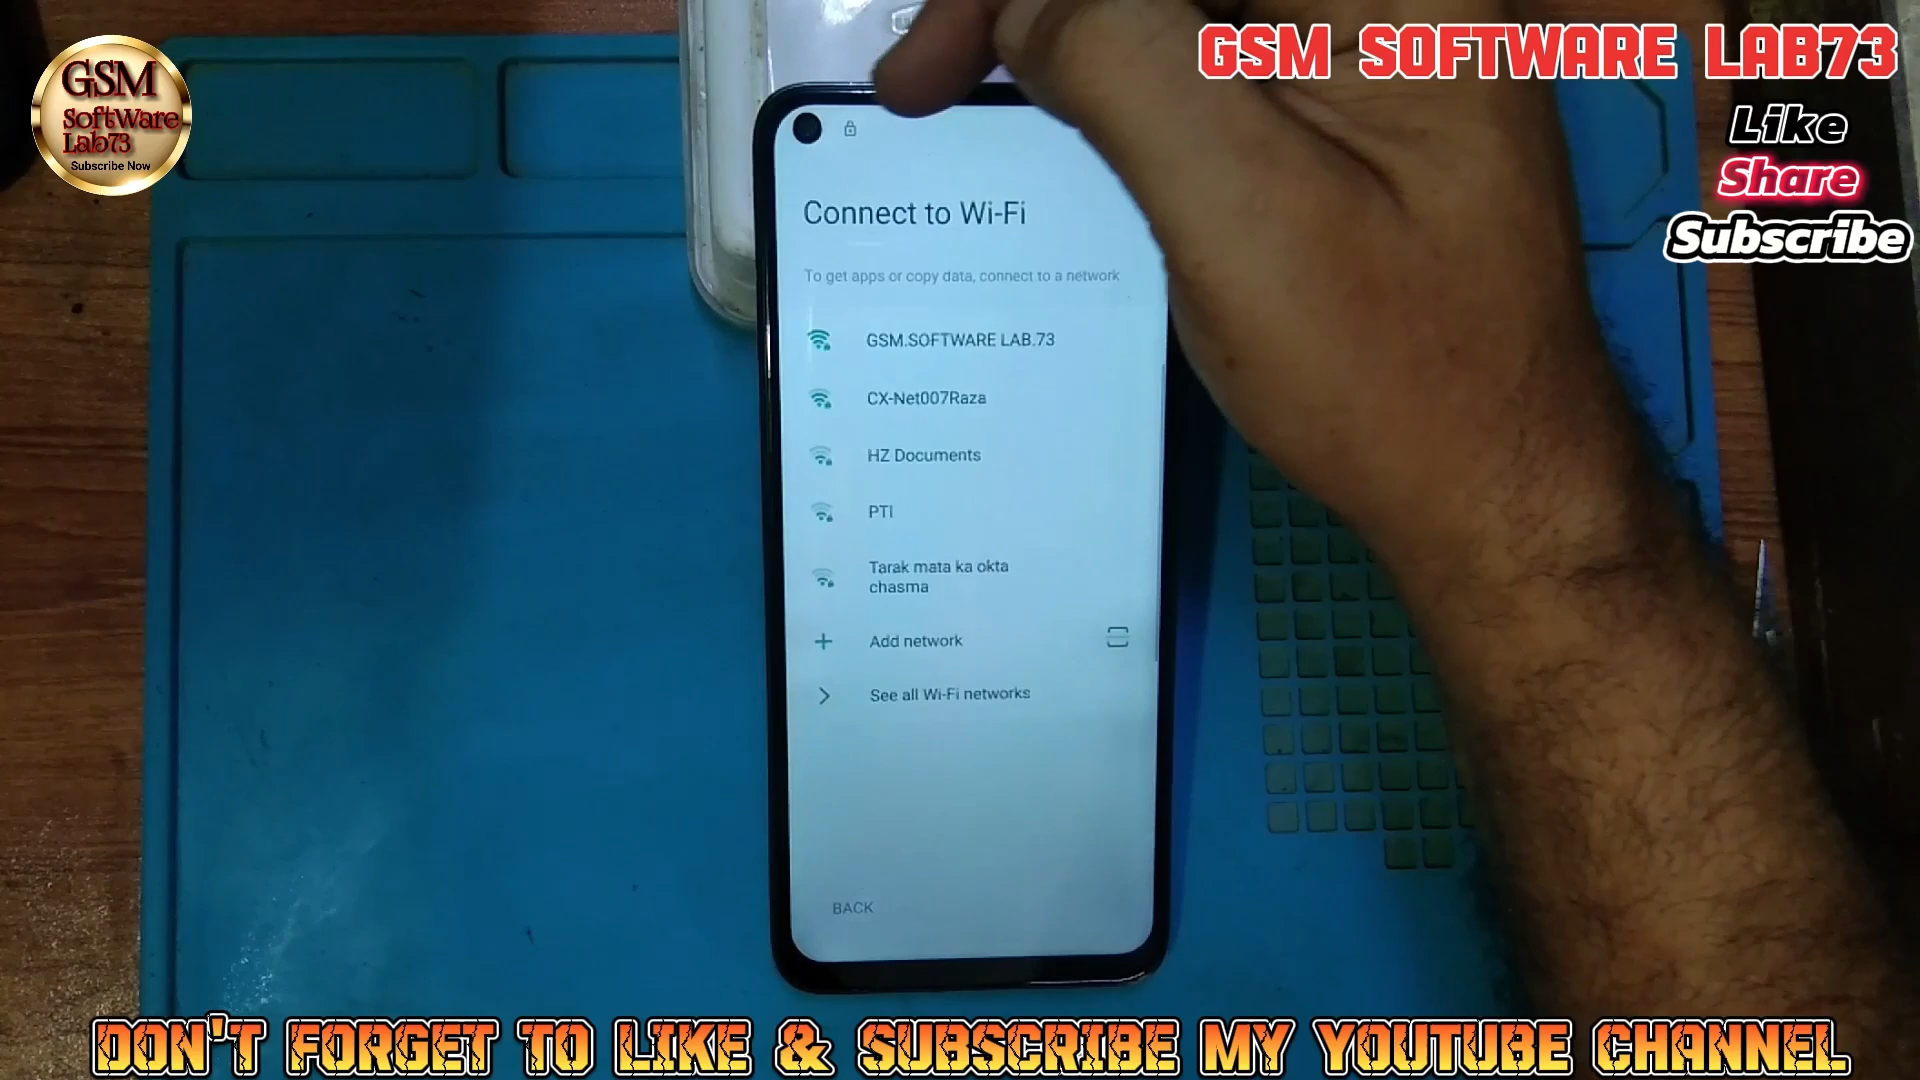 GSM
SoftWare
Lab73
Subscribe Now
GSM SOFTWARE LAB73
Like
Share
Subscribe
Connect to Wi-Fi
To get apps or copy data, connect to a network
GSM.SOFTWARE LAB.73
CX-Net007Raza
HZ Documents
PTI
Tarak mata ka okta
chasma
Add network
See all Wi-Fi networks
BACK
DON'T FORGET TO LIKE & SUBSCRIBE MY YOUTUBE CHANNEL